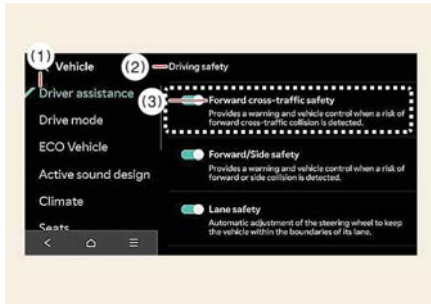 (1)
Vehicle
(2)
Driving safety
Driver assistance
(3)
Forward cross-traffic safety
Provides a warning and vehicle control when a risk of
forward cross-traffic collision is detected.
Drive mode
ECO Vehicle
Forward/Side safety
Provides a warning and vehicle control when a risk of
forward or side collision is detected.
Active sound design
Climate
Lane safety
Automatic adjustment of the steering wheel to keep
the vehicle within the boundaries of its lane.
Seats